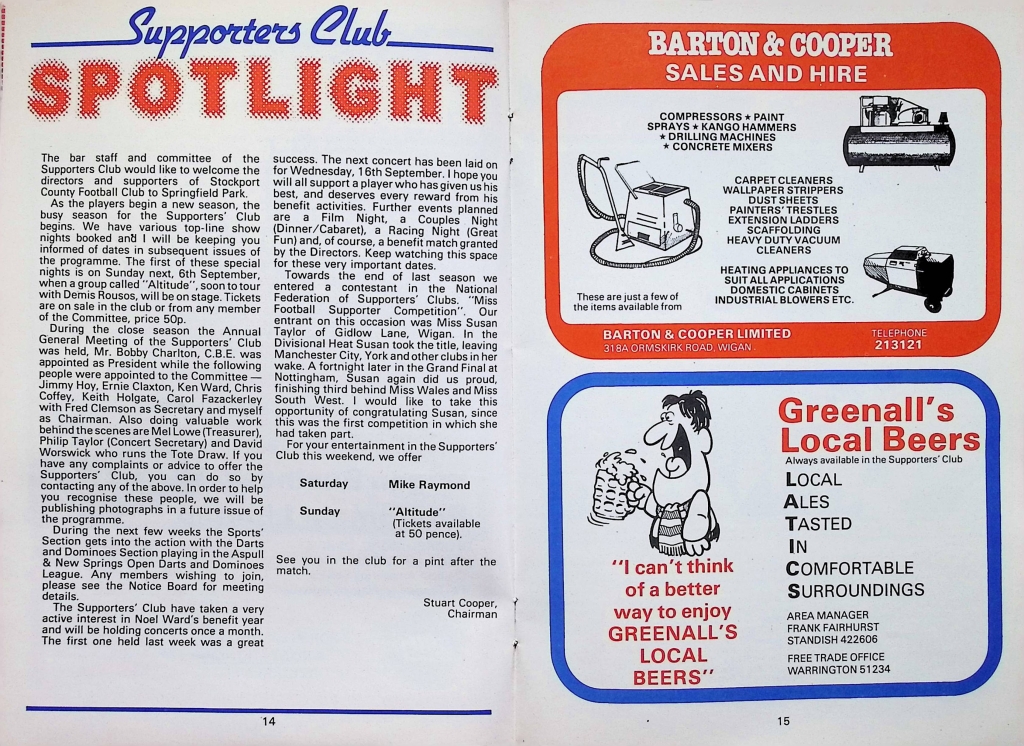 Supporters Club
SPOTLIGHT
The bar staff and committee of the
Supporters Club would like to welcome the
directors and supporters of Stockport
County Football Club to Springfield Park.
As the players begin a new season, the
busy season for the Supporters' Club
begins. We have various top-line show
nights booked and I will be keeping you
informed of dates in subsequent issues of
the programme. The first of these special
nights is on Sunday next, 6th September,
when a group called "Altitude", soon to tour
with Demis Rousos, will be on stage. Tickets
are on sale in the club or from any member
of the Committee, price 50p.
During the close season the Annual
General Meeting of the Supporters' Club
was held, Mr. Bobby Charlton, C.B.E. was
appointed as President while the following
people were appointed to the Committee —
Jimmy Hoy, Ernie Claxton, Ken Ward, Chris
Coffey, Keith Holgate, Carol Fazackerley
with Fred Clemson as Secretary and myself
as Chairman. Also doing valuable work
behind the scenes are Mel Lowe (Treasurer),
Philip Taylor (Concert Secretary) and David
Worswick who runs the Tote Draw. If you
have any complaints or advice to offer the
Supporters' Club, you can do so by
contacting any of the above. In order to help
you recognise these people, we will be
publishing photographs in a future issue of
the programme.
During the next few weeks the Sports'
Section gets into the action with the Darts
and Dominoes Section playing in the Aspull
& New Springs Open Darts and Dominoes
League. Any members wishing to join,
please see the Notice Board for meeting
details.
The Supporters' Club have taken a very
active interest in Noel Ward's benefit year
and will be holding concerts once a month.
The first one held last week was a great
success. The next concert has been laid on
for Wednesday, 16th September. I hope you
will all support a player who has given us his
best, and deserves every reward from his
benefit activities. Further events planned
are a Film Night, a Couples Night
(Dinner/Cabaret), a Racing Night (Great
Fun) and, of course, a benefit match granted
by the Directors. Keep watching this space
for these very important dates.
Towards the end of last season we
entered a contestant in the National
Federation of Supporters' Clubs. "Miss
Football Supporter Competition". Our
entrant on this occasion was Miss Susan
Taylor of Gidlow Lane, Wigan. In the
Divisional Heat Susan took the title, leaving
Manchester City, York and other clubs in her
wake. A fortnight later in the Grand Final at
Nottingham, Susan again did us proud,
finishing third behind Miss Wales and Miss
South West. I would like to take this
opportunity of congratulating Susan, since
this was the first competition in which she
had taken part.
For your entertainment in the Supporters'
Club this weekend, we offer
Saturday Mike Raymond
Sunday "Altitude"
(Tickets available
at 50 pence).
See you in the club for a pint after the
match.
Stuart Cooper,
Chairman
14
BARTON & COOPER
SALES AND HIRE
COMPRESSORS ★ PAINT
SPRAYS ★ KANGO HAMMERS
★ DRILLING MACHINES
★ CONCRETE MIXERS
CARPET CLEANERS
WALLPAPER STRIPPERS
DUST SHEETS
PAINTERS' TRESTLES
EXTENSION LADDERS
SCAFFOLDING
HEAVY DUTY VACUUM
CLEANERS
HEATING APPLIANCES TO
SUIT ALL APPLICATIONS
DOMESTIC CABINETS
INDUSTRIAL BLOWERS ETC.
These are just a few of
the items available from
BARTON & COOPER LIMITED
318A ORMSKIRK ROAD, WIGAN
TELEPHONE
213121
Greenall's
Local Beers
Always available in the Supporters' Club
LOCAL
ALES
TASTED
IN
COMFORTABLE
SURROUNDINGS
"I can't think
of a better
way to enjoy
GREENALL'S
LOCAL
BEERS"
AREA MANAGER
FRANK FAIRHURST
STANDISH 422606
FREE TRADE OFFICE
WARRINGTON 51234
15